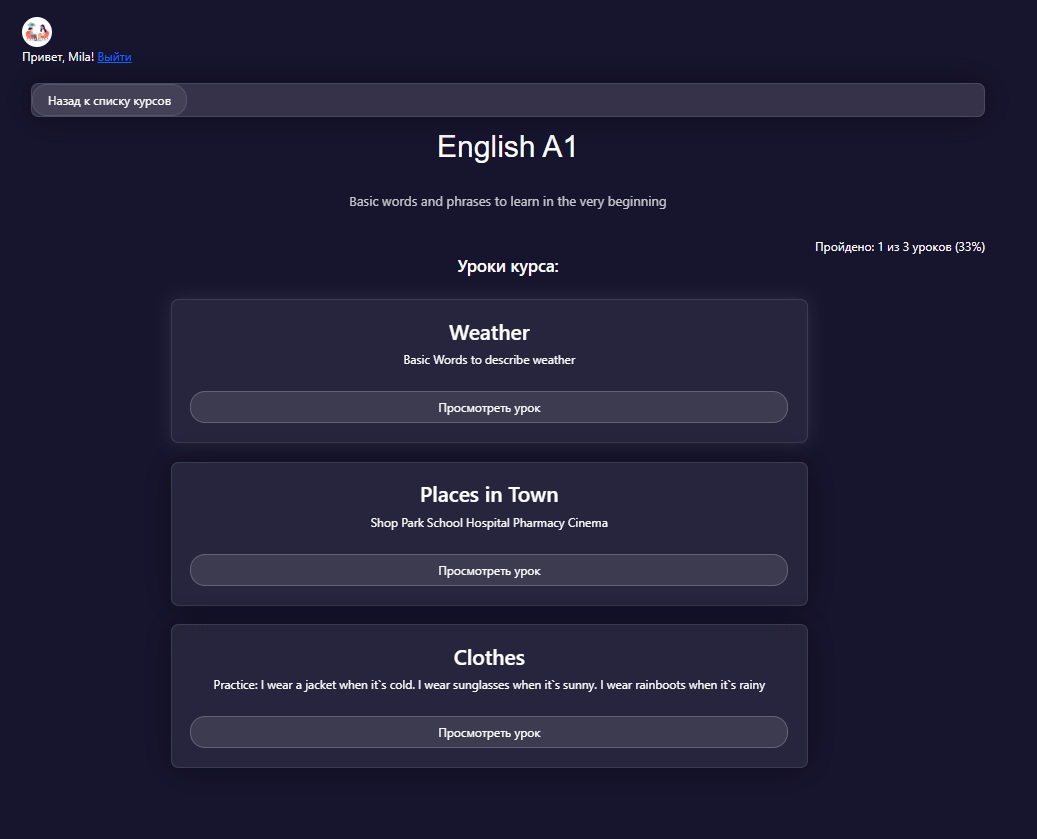 Привет, Mila! Выйти
Назад к списку курсов
English A1
Basic words and phrases to learn in the very beginning
Пройдено: 1 из 3 уроков (33%)
Уроки курса:
Weather
Basic Words to describe weather
Просмотреть урок
Places in Town
Shop Park School Hospital Pharmacy Cinema
Просмотреть урок
Clothes
Practice: I wear a jacket when it`s cold. I wear sunglasses when it`s sunny. I wear rainboots when it`s rainy
Просмотреть урок